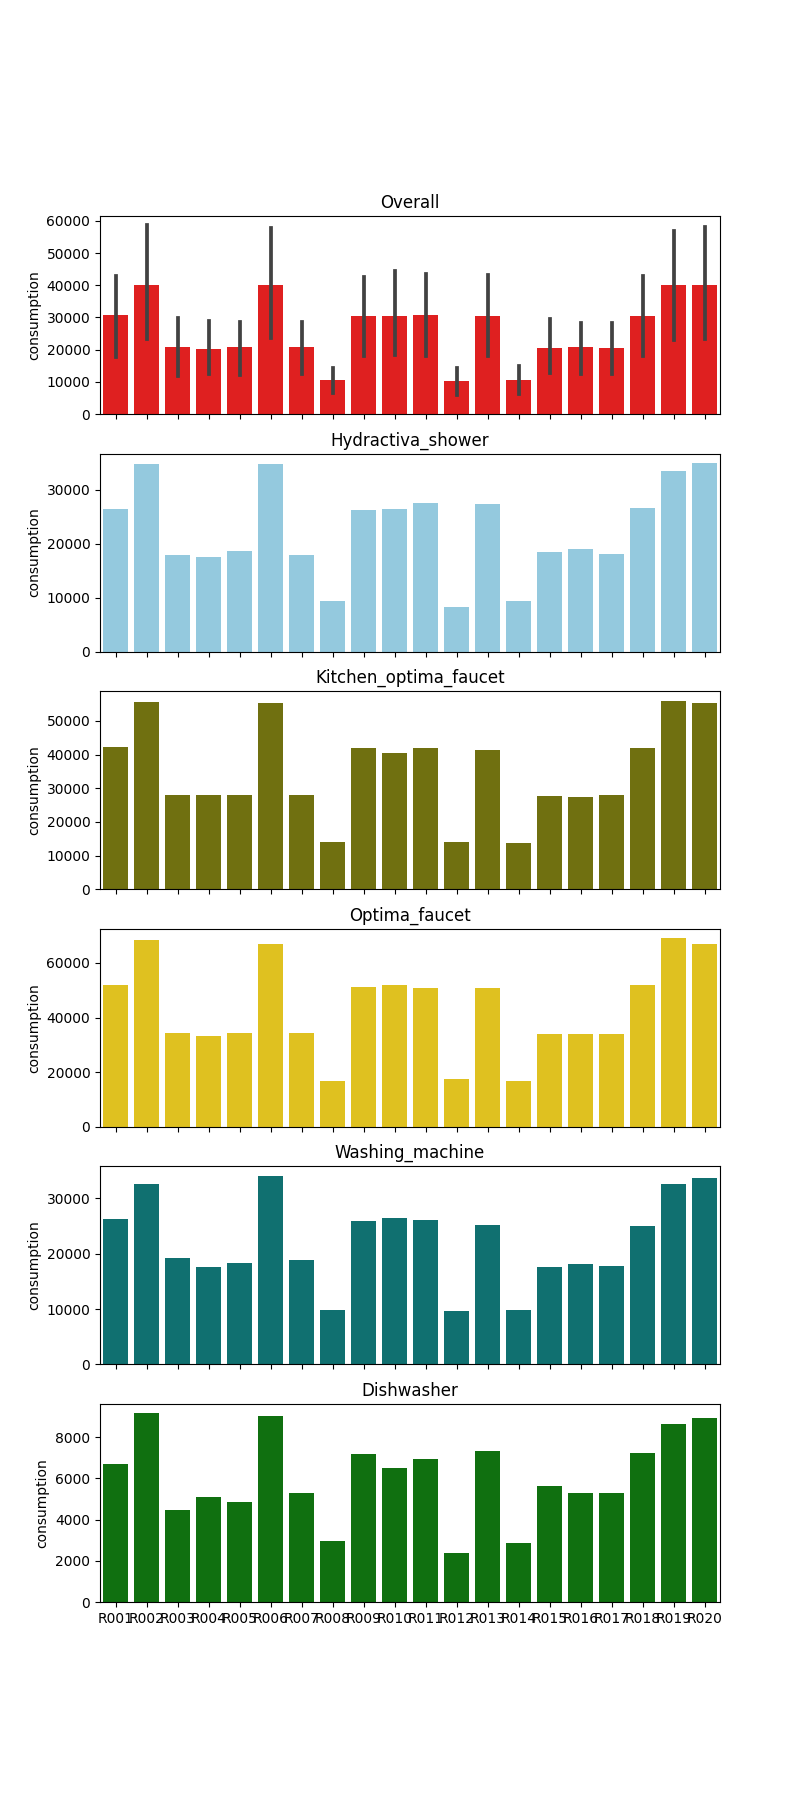 Overall
60000
50000
40000
30000
20000
10000
0
consumption
Hydractiva_shower
30000
20000
10000
0
consumption
Kitchen_optima_faucet
50000
40000
30000
20000
10000
0
consumption
Optima_faucet
60000
40000
20000
0
consumption
Washing_machine
30000
20000
10000
0
consumption
Dishwasher
8000
6000
4000
2000
0
consumption
R001 R002 R003 R004 R005 R006 R007 R008 R009 R010 R011 R012 R013 R014 R015 R016 R017 R018 R019 R020